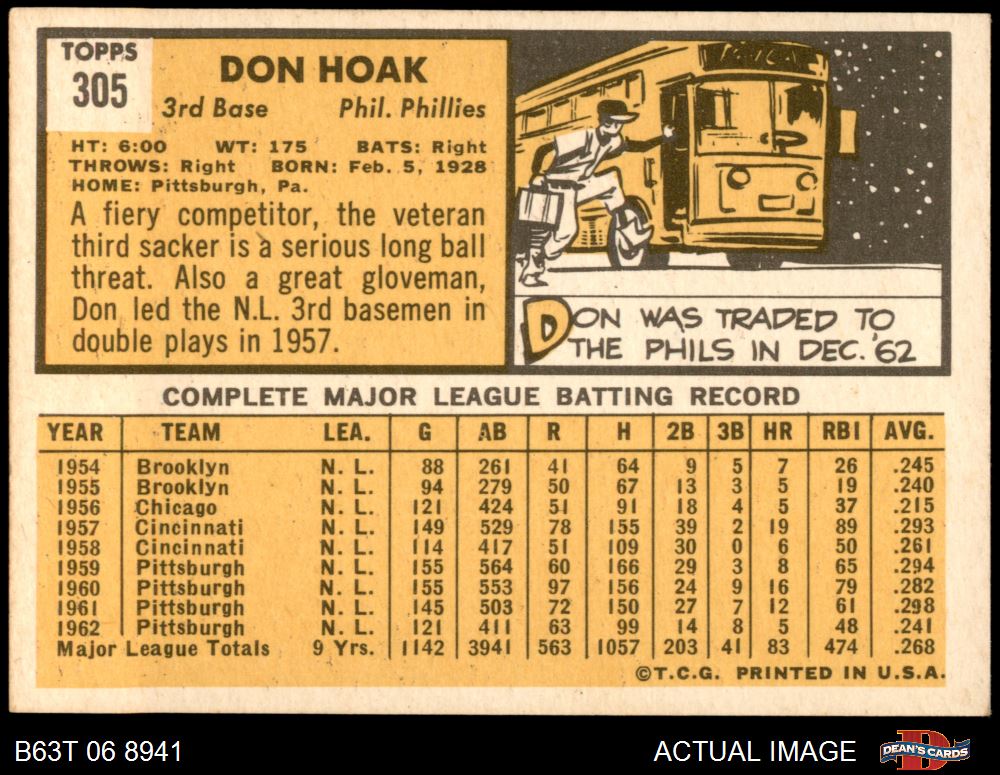 TOPPS
305
DON HOAK
3rd Base Phil. Phillies
HT: 6:00 WT: 175 BATS: Right
THROWS: Right BORN: Feb. 5, 1928
HOME: Pittsburgh, Pa.
A fiery competitor, the veteran
third sacker is a serious long ball
threat. Also a great gloveman,
Don led the N.L. 3rd basemen in
double plays in 1957.
DON WAS TRADED TO
THE PHILS IN DEC. '62
COMPLETE MAJOR LEAGUE BATTING RECORD
YEAR TEAM LEA. G AB R H 2B 3B HR RBI AVG.
1954 Brooklyn N. L. 88 261 41 64 9 5 7 26 .245
1955 Brooklyn N. L. 94 279 50 67 13 3 5 19 .240
1956 Chicago N. L. 121 424 51 91 18 4 5 37 .215
1957 Cincinnati N. L. 149 529 78 155 39 2 19 89 .293
1958 Cincinnati N. L. 114 417 51 109 30 0 6 50 .261
1959 Pittsburgh N. L. 155 564 60 166 29 3 8 65 .294
1960 Pittsburgh N. L. 155 553 97 156 24 9 16 79 .282
1961 Pittsburgh N. L. 145 503 72 150 27 7 12 61 .298
1962 Pittsburgh N. L. 121 411 63 99 14 8 5 48 .241
Major League Totals 9 Yrs. 1142 3941 563 1057 203 41 83 474 .268
©T.C.G. PRINTED IN U.S.A.
B63T 06 8941 ACTUAL IMAGE DEAN'S CARDS